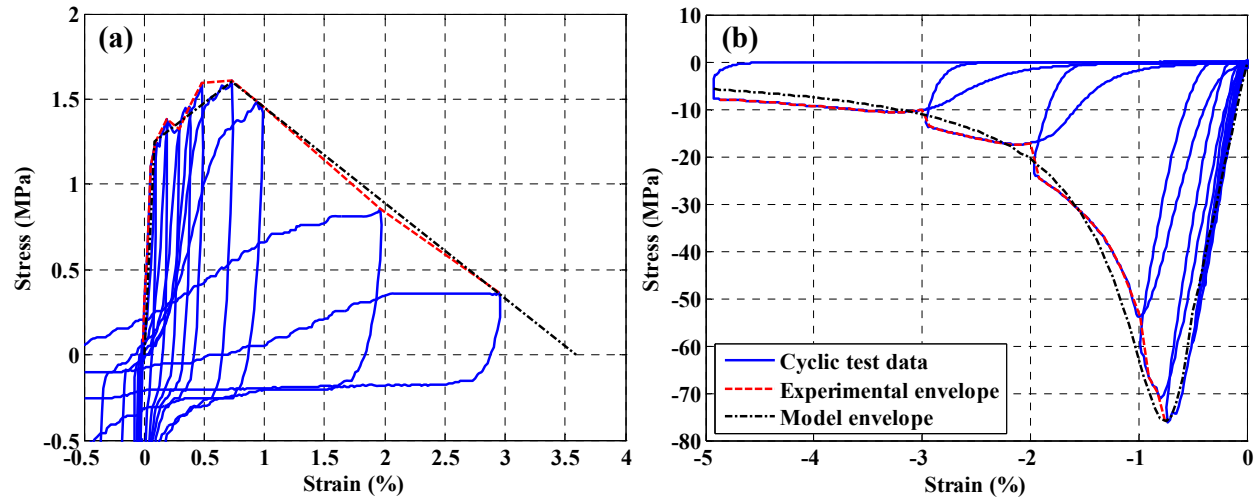 (a)
2
1.5
1
0.5
0
-0.5
-0.5 0 0.5 1 1.5 2 2.5 3 3.5 4
Strain (%)
Stress (MPa)
(b)
10
0
-10
-20
-30
-40
-50
-60
-70
-80
-5 -4 -3 -2 -1 0
Strain (%)
Stress (MPa)
Cyclic test data
Experimental envelope
Model envelope